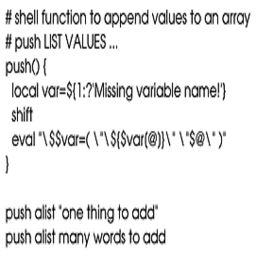 # shell function to append values to an array
# push LIST VALUES ...
push() {
local var=${1:?'Missing variable name!'}
shift
eval "\$$var=( \"\${$var(@)}\" \"$@\" )"
}
push alist "one thing to add"
push alist many words to add